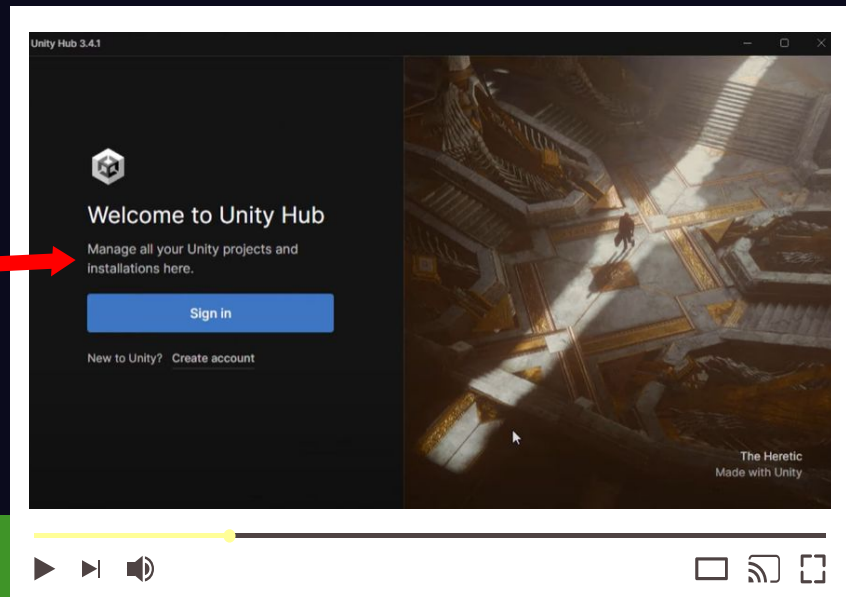 Unity Hub 3.4.1
Welcome to Unity Hub
Manage all your Unity projects and
installations here.
Sign in
New to Unity? Create account
The Heretic
Made with Unity